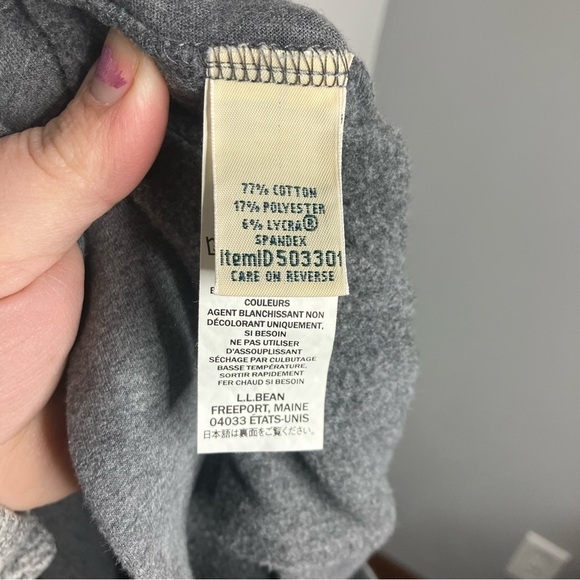 77% COTTON
17% POLYESTER
6% LYCRA®
SPANDEX
ItemID503301
CARE ON REVERSE
COULEURS
AGENT BLANCHISSANT NON
DÉCOLORANT UNIQUEMENT,
SI BESOIN
NE PAS UTILISER
D'ASSOUPLISSANT
SÉCHAGE PAR CULBUTAGE
BASSE TEMPÉRATURE.
SORTIR RAPIDEMENT
FER CHAUD SI BESOIN
L.L.BEAN
FREEPORT, MAINE
04033 ÉTATS-UNIS
日本語は裏面をご覧ください。